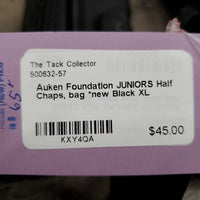 The Tack Collector
500632-57
Auken Foundation JUNIORS Half
Chaps, bag *new Black XL
KXY4QA
$45.00